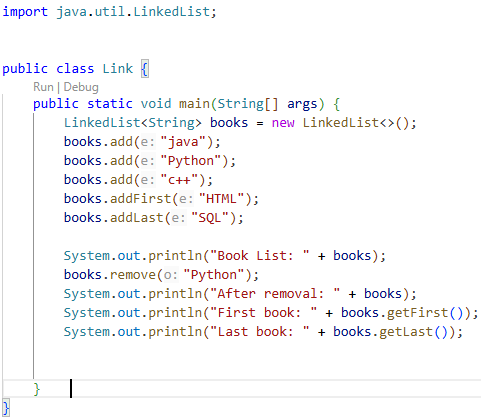 import java.util.LinkedList;
public class Link {
Run | Debug
public static void main(String[] args) {
LinkedList<String> books = new LinkedList<>();
books.add(e: "java");
books.add(e: "Python");
books.add(e: "c++");
books.addFirst(e: "HTML");
books.addLast(e: "SQL");
System.out.println("Book List: " + books);
books.remove(o: "Python");
System.out.println("After removal: " + books);
System.out.println("First book: " + books.getFirst());
System.out.println("Last book: " + books.getLast());
}
}